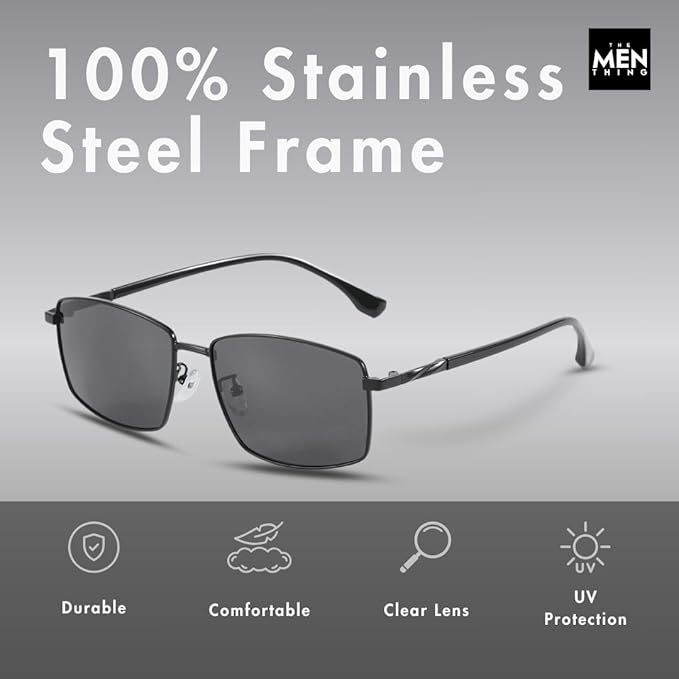 THE
MEN
THING
100% Stainless
Steel Frame
UV
Durable
Comfortable
Clear Lens
UV
Protection